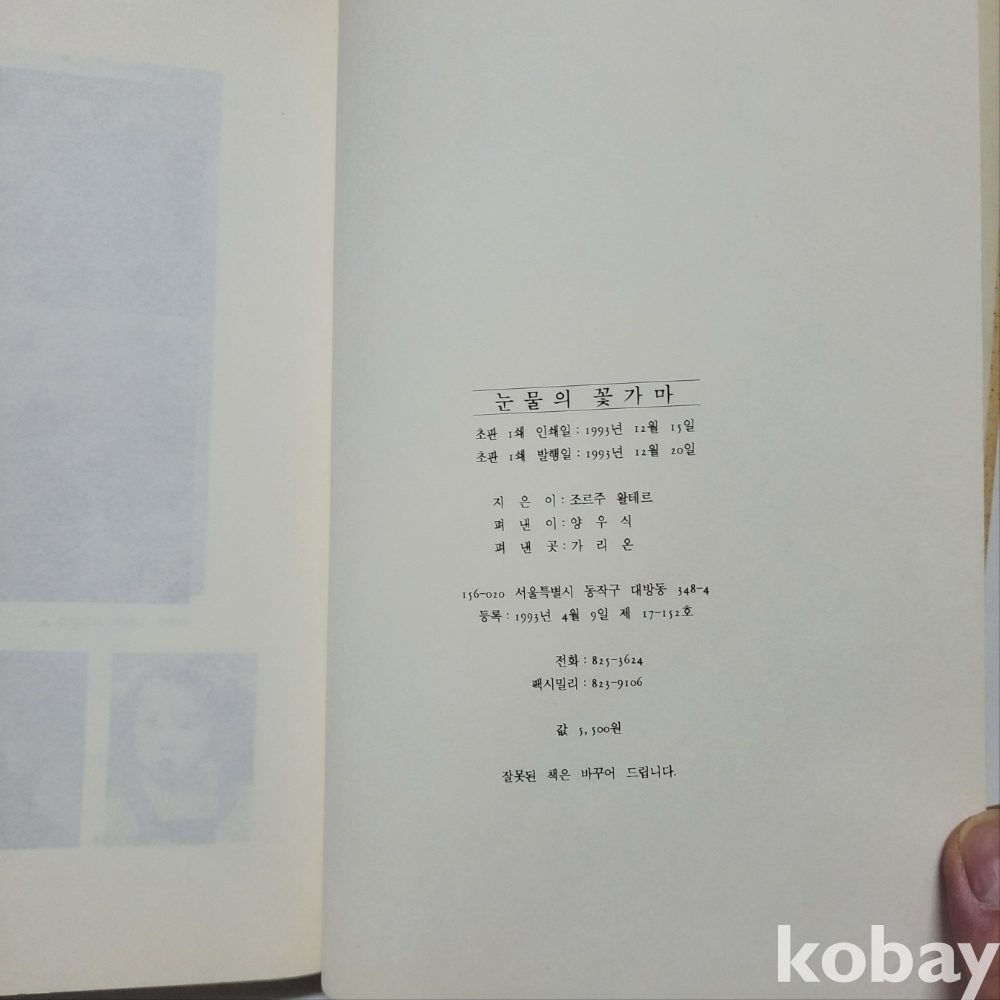 눈물의 꽃가마
초판 1쇄 인쇄일 : 1993년 12월 15일
초판 1쇄 발행일 : 1993년 12월 20일
지 은 이 : 조르주 왈테르
펴 낸 이 : 양 우 식
펴 낸 곳 : 가 리 온
156-020 서울특별시 동작구 대방동 348-4
등록 : 1993년 4월 9일 제 17-152호
전화 : 825-3624
팩시밀리 : 823-9106
값 5,500원
잘못된 책은 바꾸어 드립니다.
kobay